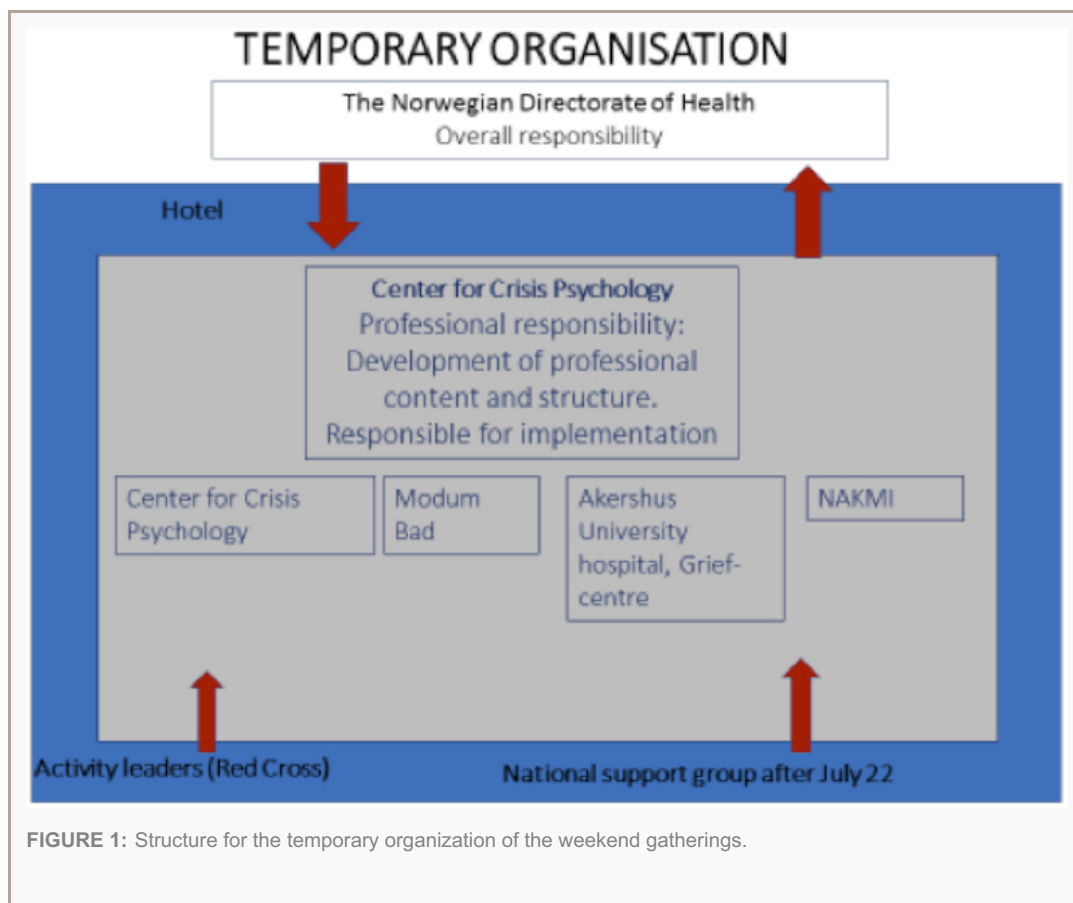 TEMPORARY ORGANISATION
The Norwegian Directorate of Health
Overall responsibility
Hotel
Center for Crisis Psychology
Professional responsibility:
Development of professional
content and structure.
Responsible for implementation
Center for Crisis
Psychology
Modum
Bad
Akershus
University
hospital, Grief-
centre
NAKMI
Activity leaders (Red Cross)
National support group after July 22
FIGURE 1: Structure for the temporary organization of the weekend gatherings.